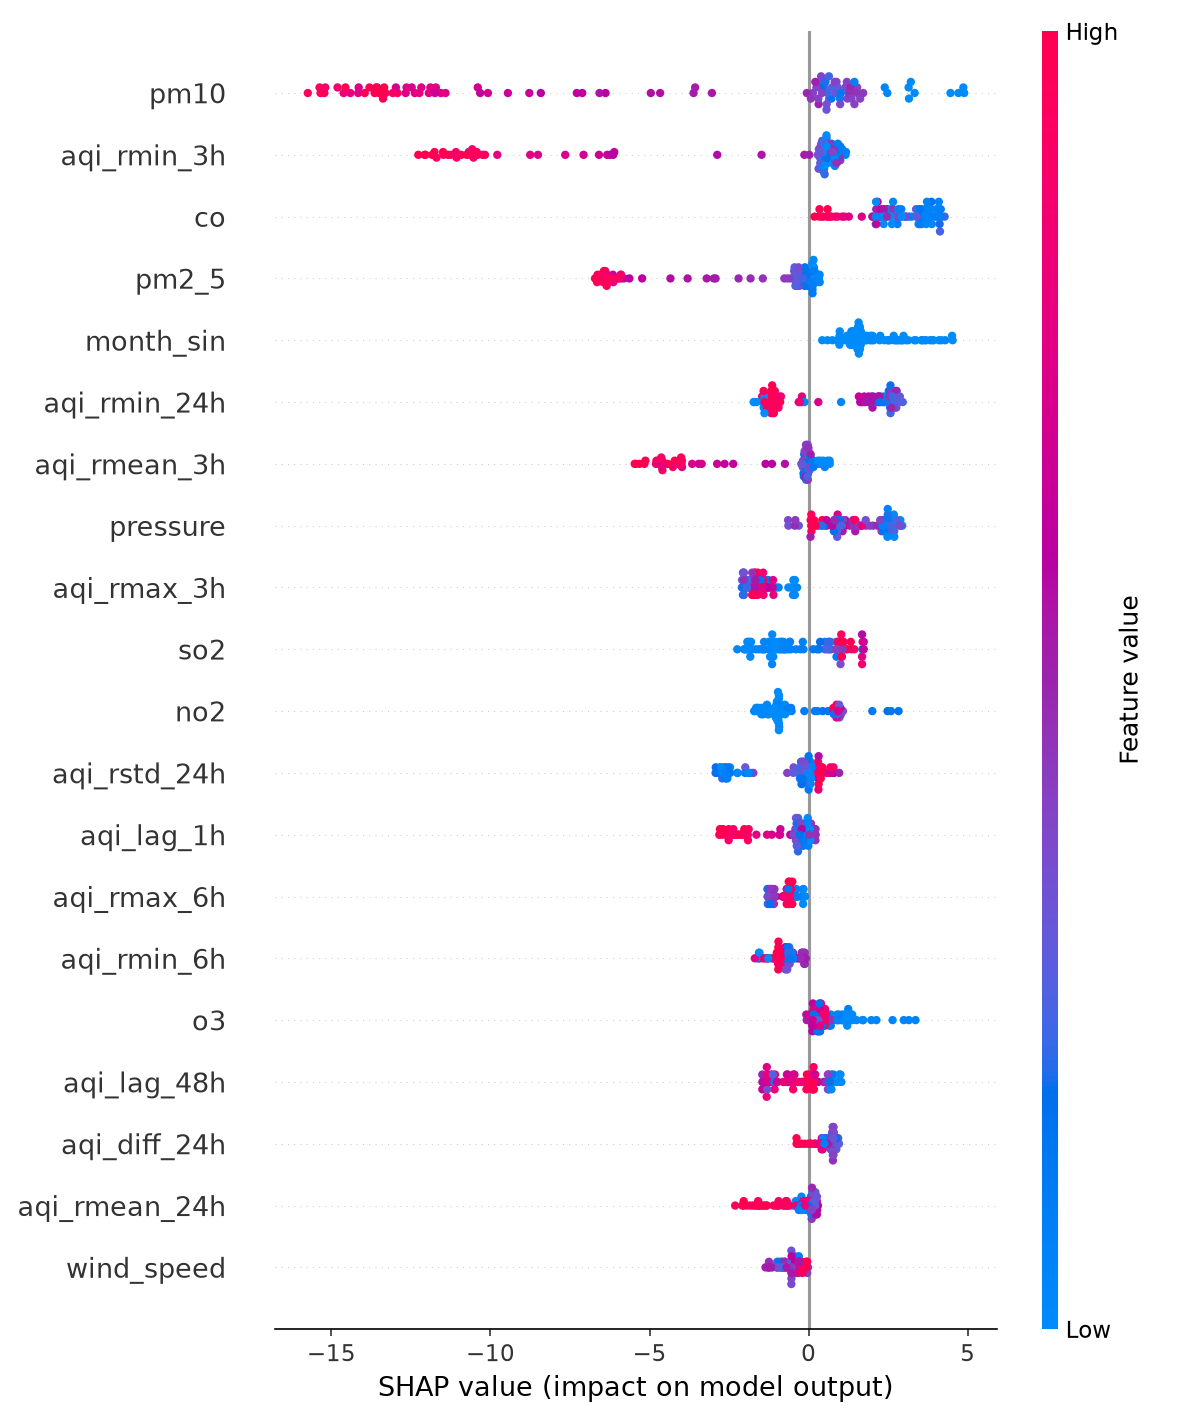 High
pm10
aqi_rmin_3h
co
pm2_5
month_sin
aqi_rmin_24h
aqi_rmean_3h
pressure
aqi_rmax_3h
so2
no2
aqi_rstd_24h
aqi_lag_1h
aqi_rmax_6h
aqi_rmin_6h
o3
aqi_lag_48h
aqi_diff_24h
aqi_rmean_24h
wind_speed
Feature value
Low
−15 −10 −5 0 5
SHAP value (impact on model output)